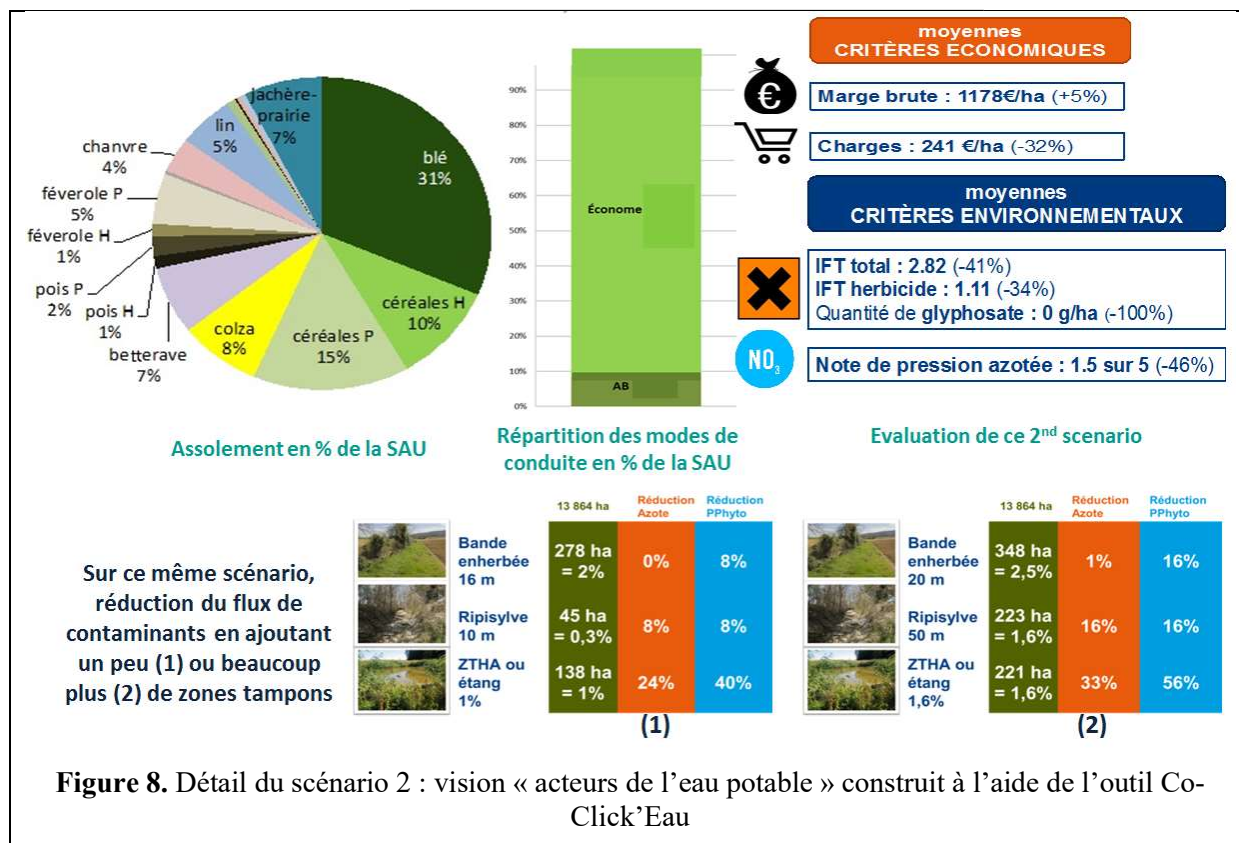 jachère-
prairie
7%
lin
5%
chanvre
4%
féverole P
5%
féverole H
1%
pois P
2%
pois H
1%
betterave
7%
colza
8%
céréales P
15%
céréales H
10%
blé
31%
Assolement en % de la SAU
90%
80%
70%
60%
50%
40%
30%
20%
10%
0%
Économe
AB
Répartition des modes de
conduite en % de la SAU
moyennes
CRITÈRES ECONOMIQUES
€
Marge brute : 1178€/ha (+5%)
Charges : 241 €/ha (-32%)
moyennes
CRITÈRES ENVIRONNEMENTAUX
IFT total : 2.82 (-41%)
IFT herbicide : 1.11 (-34%)
Quantité de glyphosate : 0 g/ha (-100%)
NO3
Note de pression azotée : 1.5 sur 5 (-46%)
Evaluation de ce 2nd scenario
Sur ce même scénario,
réduction du flux de
contaminants en ajoutant
un peu (1) ou beaucoup
plus (2) de zones tampons
13 864 ha
Réduction
Azote
Réduction
PPhyto
Bande
enherbée
16 m
278 ha
= 2%
0%
8%
Ripisylve
10 m
45 ha
= 0,3%
8%
8%
ZTHA ou
étang
1%
138 ha
= 1%
24%
40%
(1)
13 864 ha
Réduction
Azote
Réduction
PPhyto
Bande
enherbée
20 m
348 ha
= 2,5%
1%
16%
Ripisylve
50 m
223 ha
= 1,6%
16%
16%
ZTHA ou
étang
1,6%
221 ha
= 1,6%
33%
56%
(2)
Figure 8. Détail du scénario 2 : vision « acteurs de l'eau potable » construit à l'aide de l'outil Co-
Click'Eau